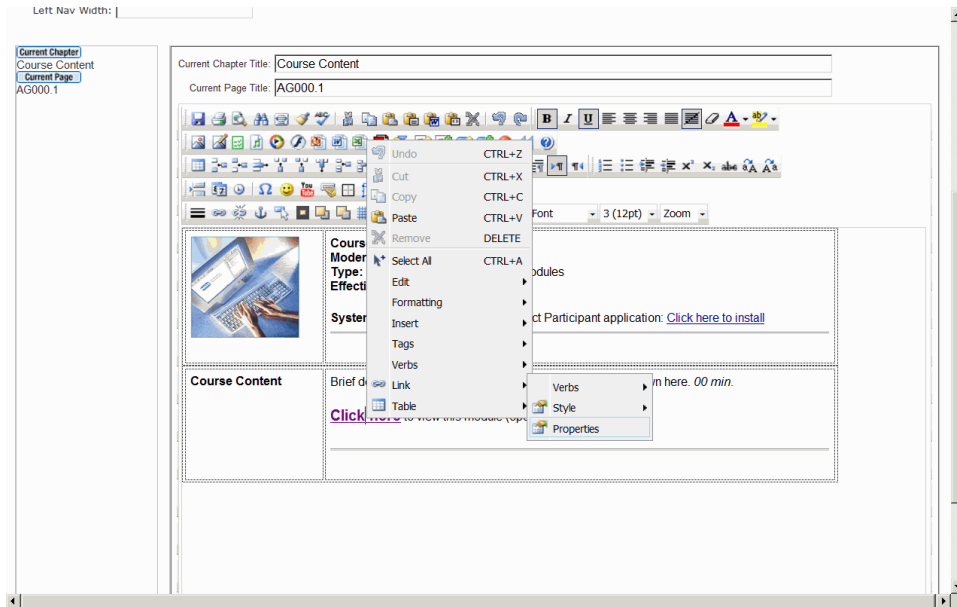 Left Nav Width:
Current Chapter
Course Content
Current Page
AG000.1
Current Chapter Title: Course Content
Current Page Title: AG000.1
B I U
Font 3 (12pt) Zoom
Undo CTRL+Z
Cut CTRL+X
Copy CTRL+C
Paste CTRL+V
Remove DELETE
Select All CTRL+A
Edit
Formatting
Insert
Tags
Verbs
Link
Table
Verbs
Style
Properties
Cours
Moder
Type: odules
Effecti
System ct Participant application: Click here to install
Course Content
Brief de n here. 00 min.
Click here to view this module (ope